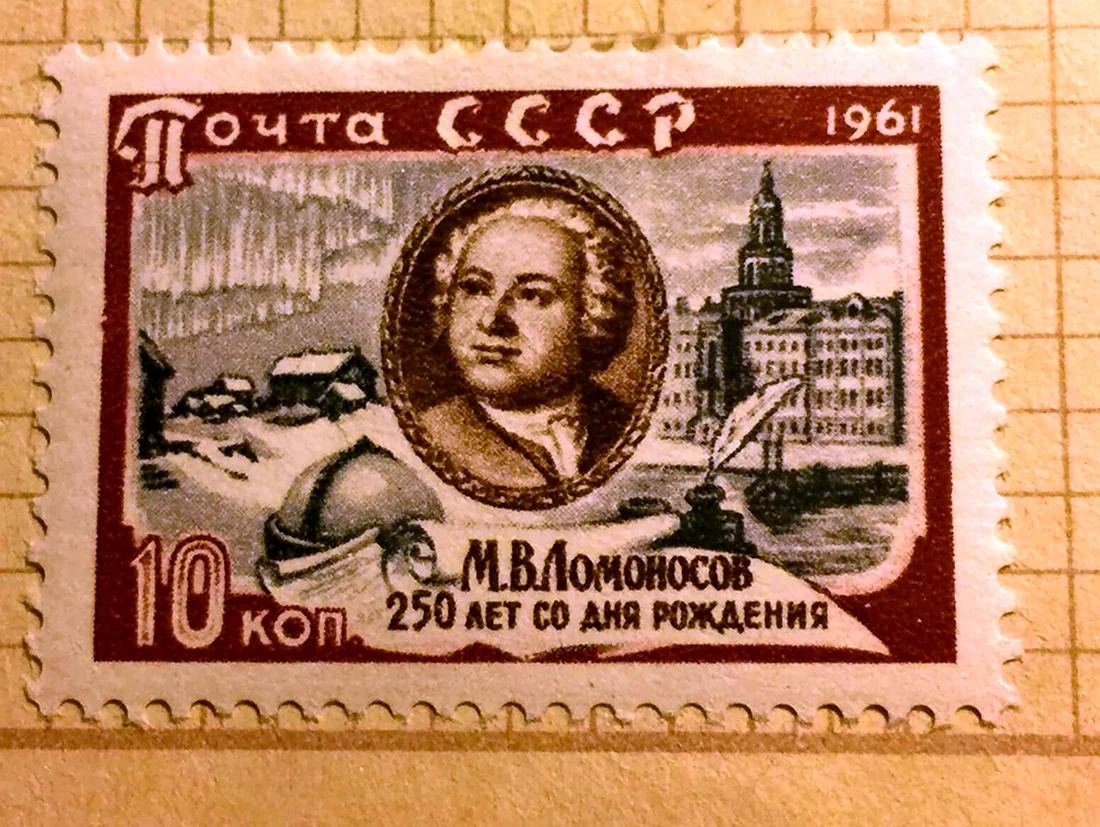 Почта СССР 1961
М.В.Ломоносов
250 лет со дня рождения
10 коп.